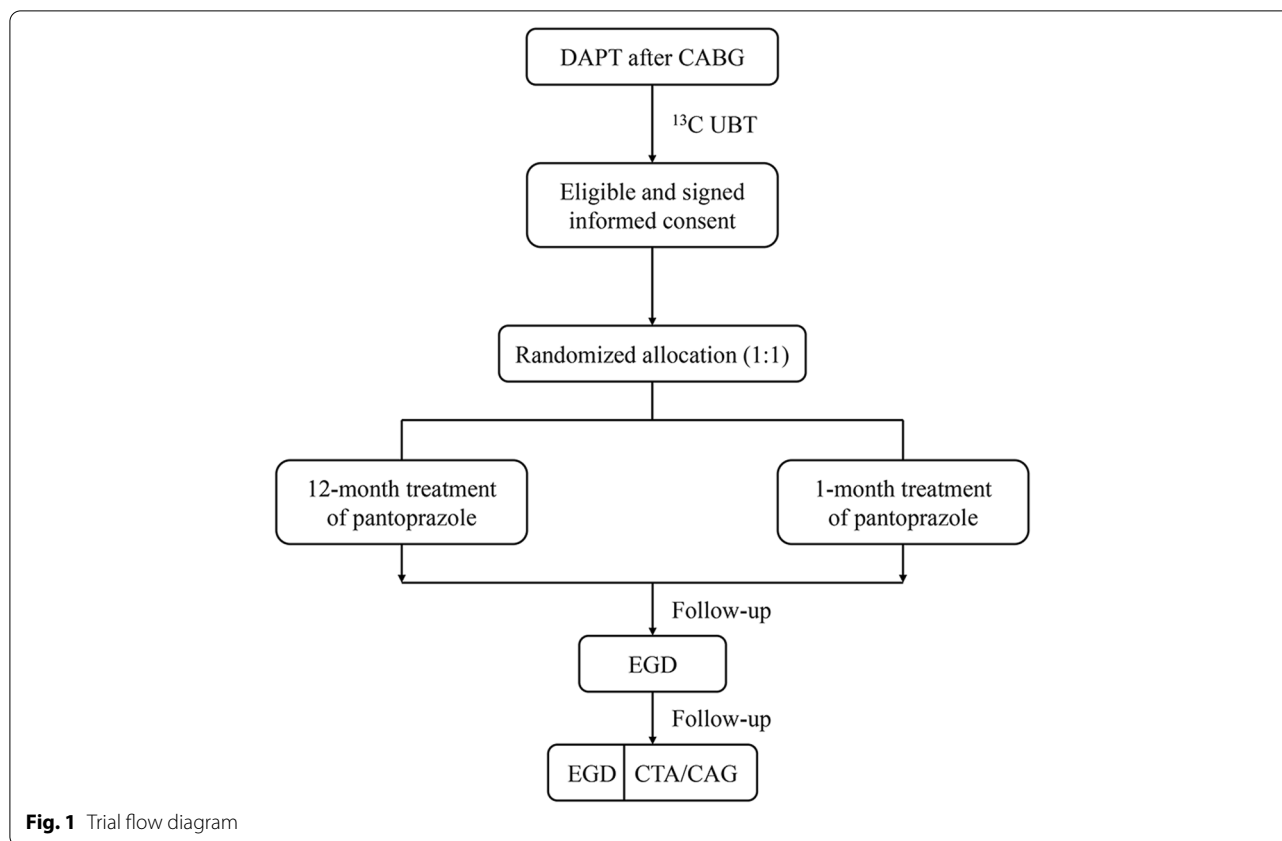 DAPT after CABG
¹³C UBT
Eligible and signed
informed consent
Randomized allocation (1:1)
12-month treatment
of pantoprazole
1-month treatment
of pantoprazole
Follow-up
EGD
Follow-up
EGD CTA/CAG
Fig. 1 Trial flow diagram